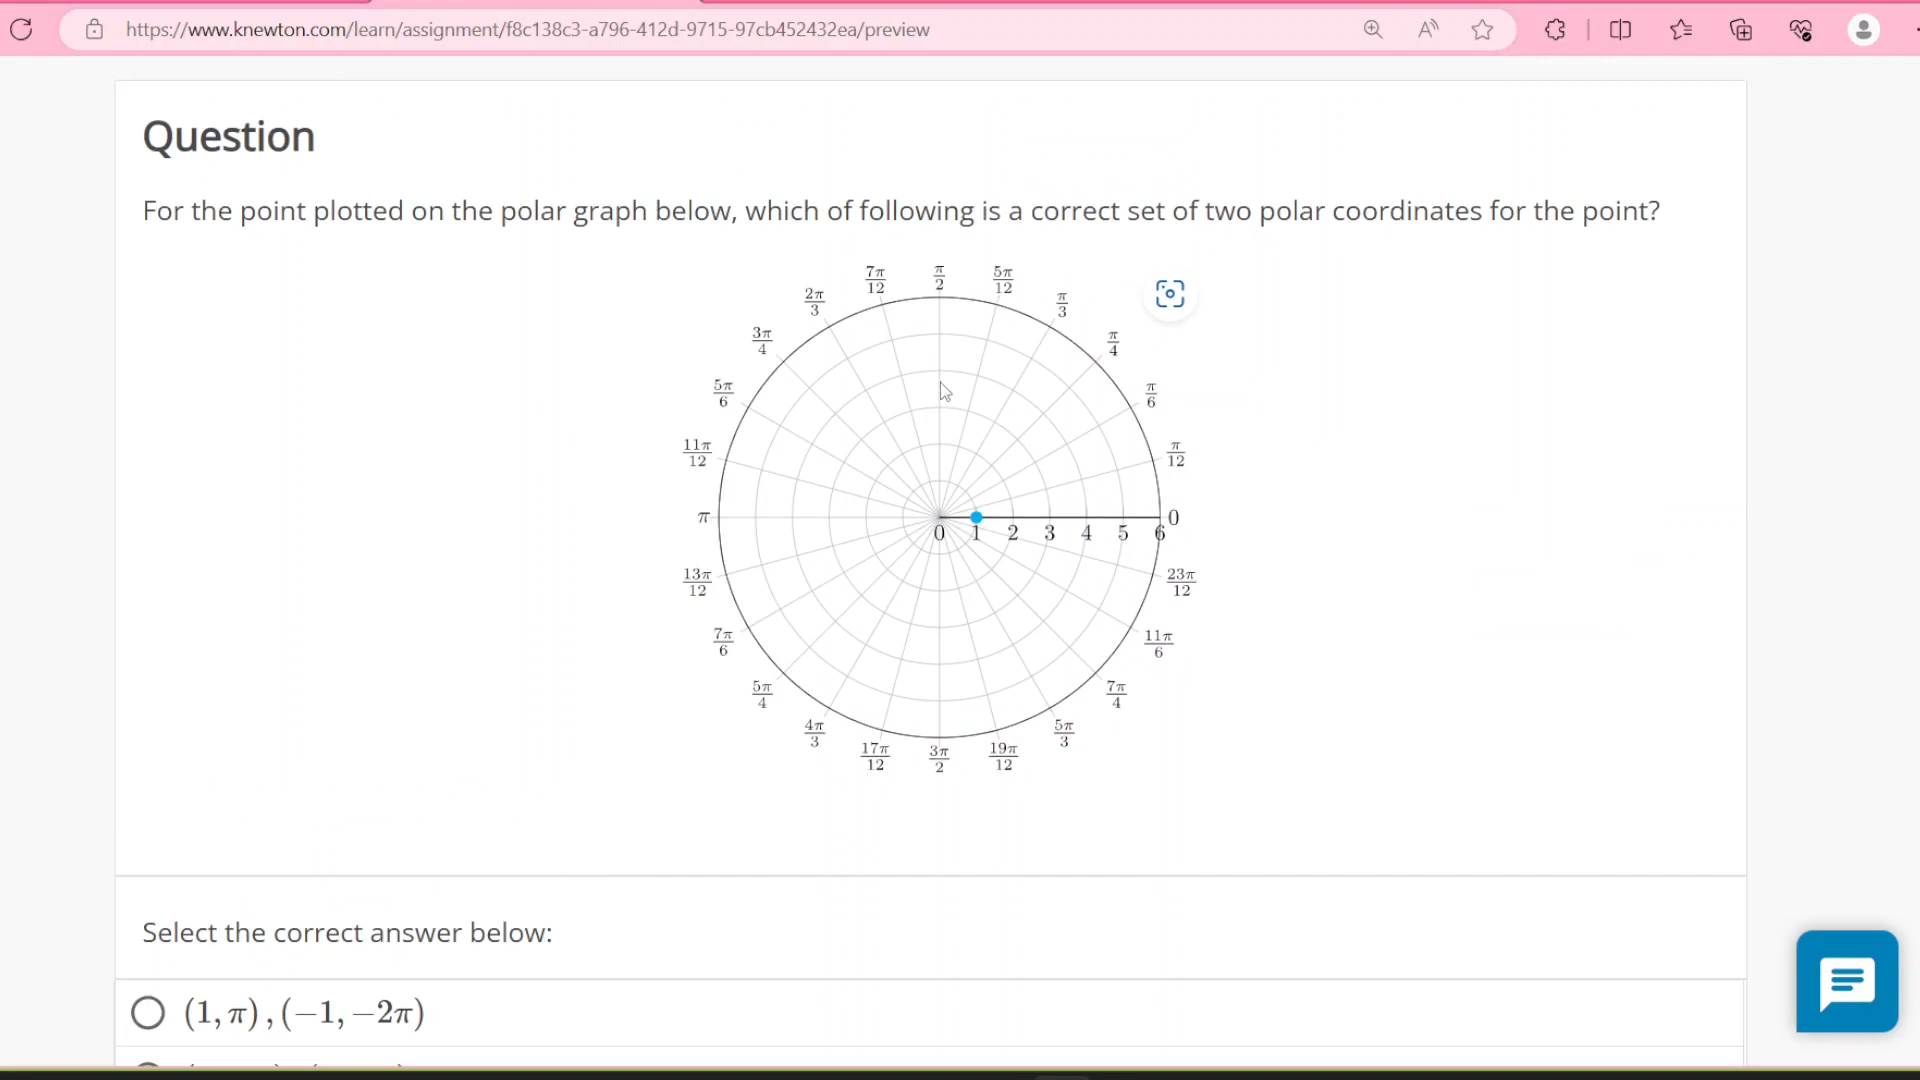 https://www.knewton.com/learn/assignment/f8c138c3-a796-412d-9715-97cb452432ea/preview
Question
For the point plotted on the polar graph below, which of following is a correct set of two polar coordinates for the point?
7π/12 π/2 5π/12
2π/3 π/3
3π/4 π/4
5π/6 π/6
11π/12 π/12
π 0
0 1 2 3 4 5 6
13π/12 23π/12
7π/6 11π/6
5π/4 7π/4
4π/3 5π/3
17π/12 3π/2 19π/12
Select the correct answer below:
(1, π), (−1, −2π)